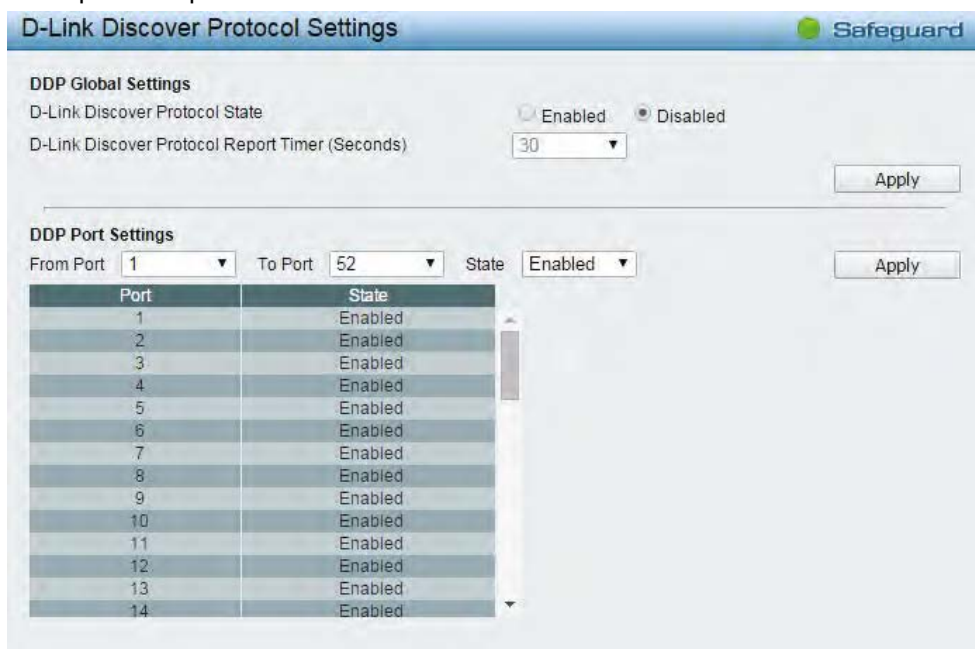 D-Link Discover Protocol Settings Safeguard
DDP Global Settings
D-Link Discover Protocol State Enabled Disabled
D-Link Discover Protocol Report Timer (Seconds) 30
Apply
DDP Port Settings
From Port 1 To Port 52 State Enabled Apply
Port State
1 Enabled
2 Enabled
3 Enabled
4 Enabled
5 Enabled
6 Enabled
7 Enabled
8 Enabled
9 Enabled
10 Enabled
11 Enabled
12 Enabled
13 Enabled
14 Enabled